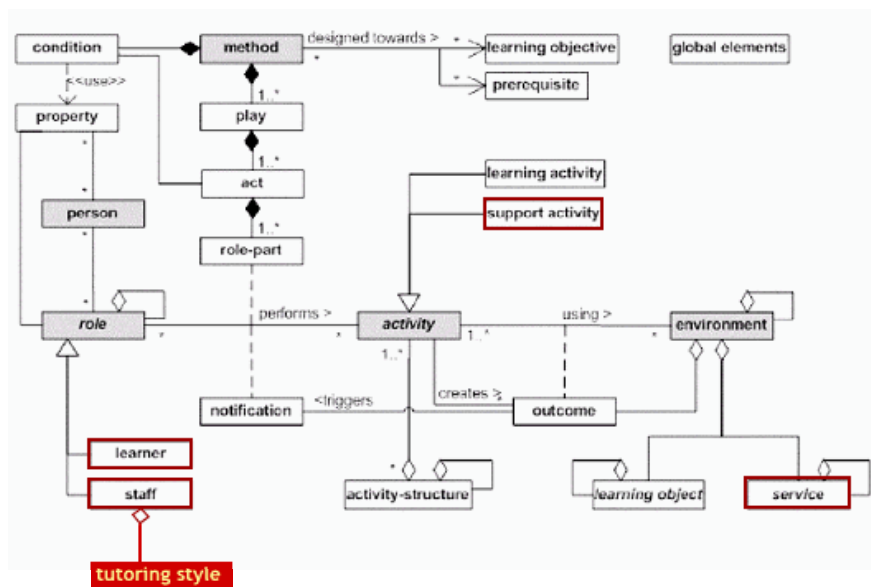 condition
method
designed towards >
learning objective
global elements
*
*
*
prerequisite
<<use>>
property
1..*
play
*
1..*
act
learning activity
support activity
*
person
*
1..*
role-part
*
role
performs >
activity
using >
environment
*
*
1..*
*
1..*
notification
<triggers
creates >
*
outcome
learner
*
staff
activity-structure
learning object
service
tutoring style